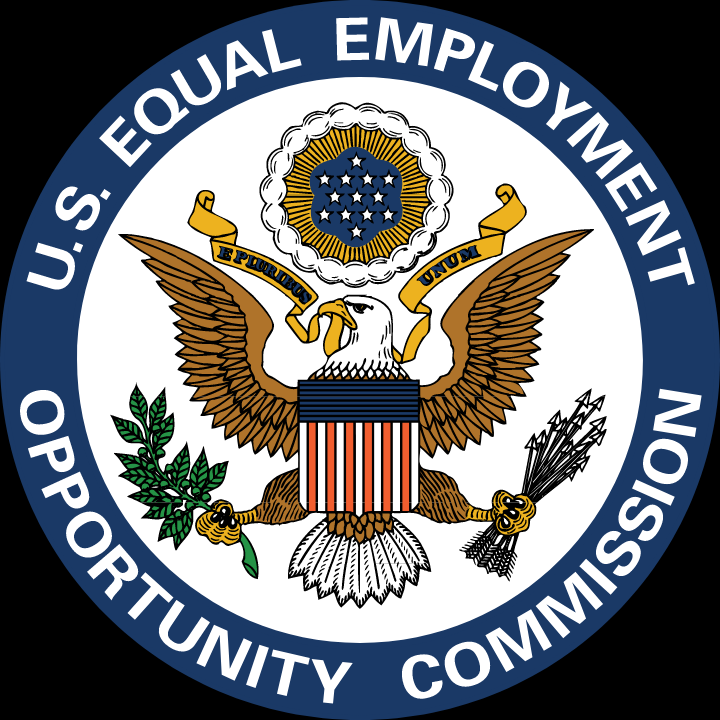 U.S. EQUAL EMPLOYMENT
OPPORTUNITY COMMISSION
E PLURIBUS
UNUM